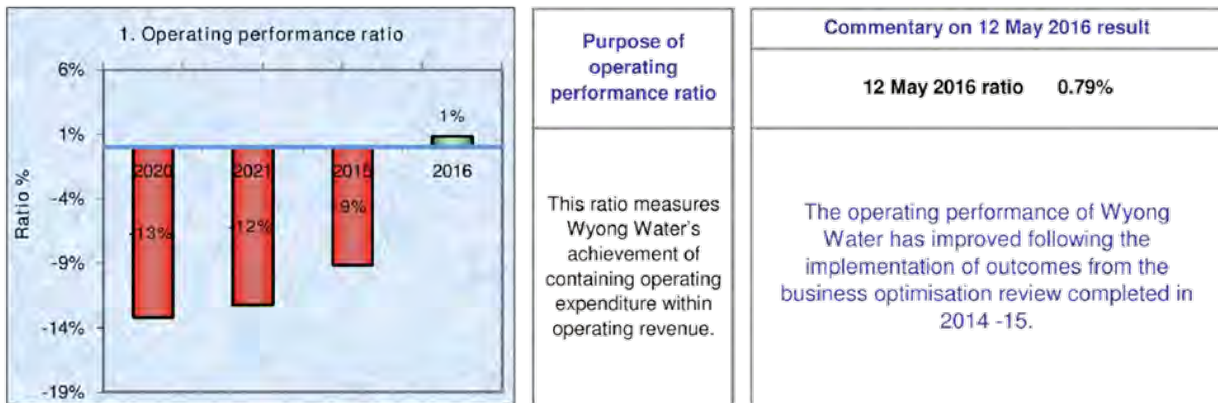 1. Operating performance ratio
6%
1%
-4%
-9%
-14%
-19%
Ratio %
2020
2021
2015
2016
-13%
-12%
9%
1%
Purpose of
operating
performance ratio
This ratio measures
Wyong Water's
achievement of
containing operating
expenditure within
operating revenue.
Commentary on 12 May 2016 result
12 May 2016 ratio 0.79%
The operating performance of Wyong
Water has improved following the
implementation of outcomes from the
business optimisation review completed in
2014 -15.